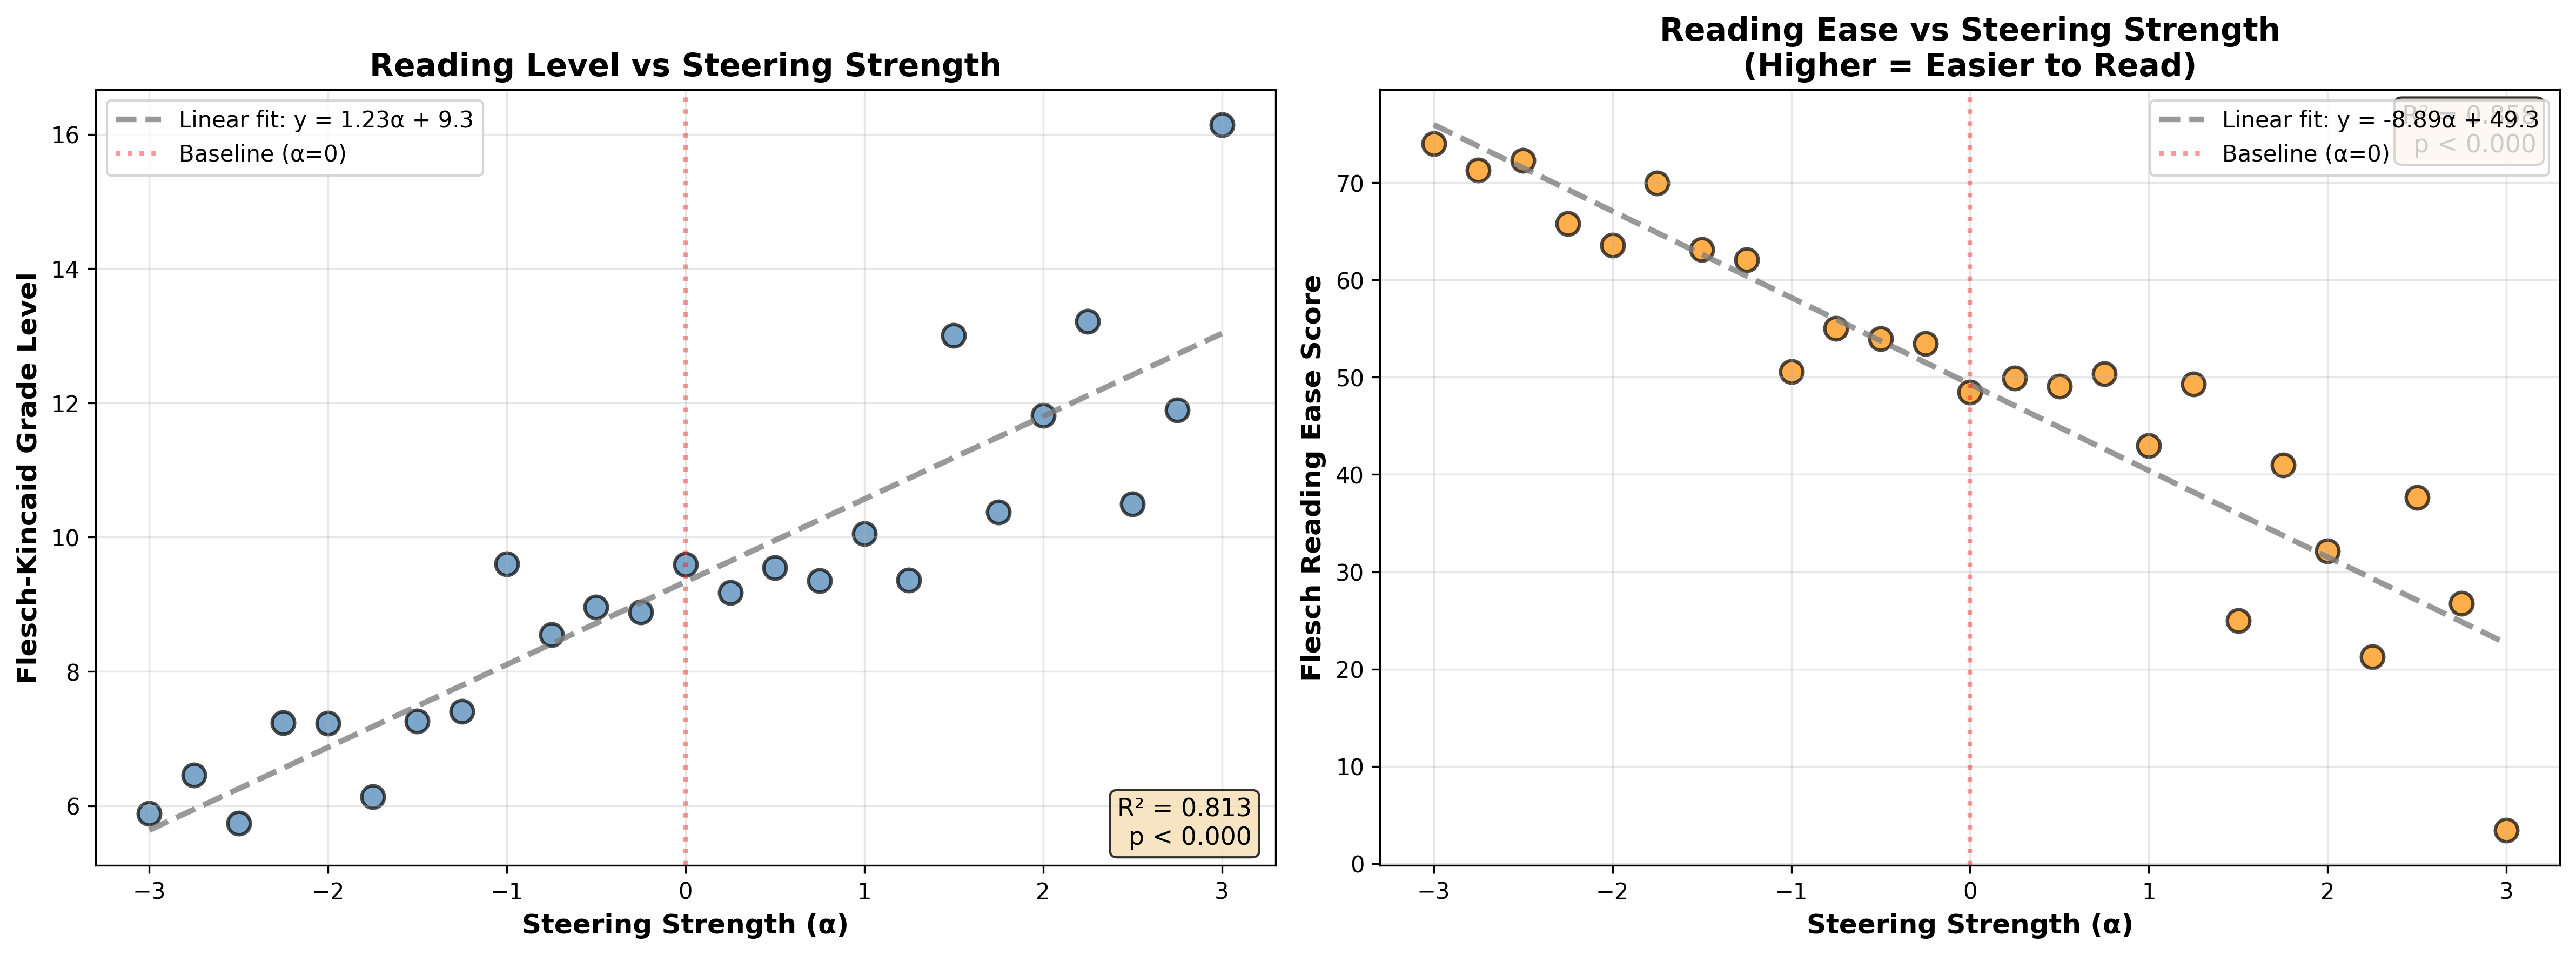 Reading Level vs Steering Strength
Linear fit: y = 1.23α + 9.3
Baseline (α=0)
Flesch-Kincaid Grade Level
16
14
12
10
8
6
R² = 0.813
p < 0.000
−3
−2
−1
0
1
2
3
Steering Strength (α)
Reading Ease vs Steering Strength
(Higher = Easier to Read)
Linear fit: y = -8.89α + 49.3
Baseline (α=0)
R² = 0.858
p < 0.000
Flesch Reading Ease Score
70
60
50
40
30
20
10
0
−3
−2
−1
0
1
2
3
Steering Strength (α)